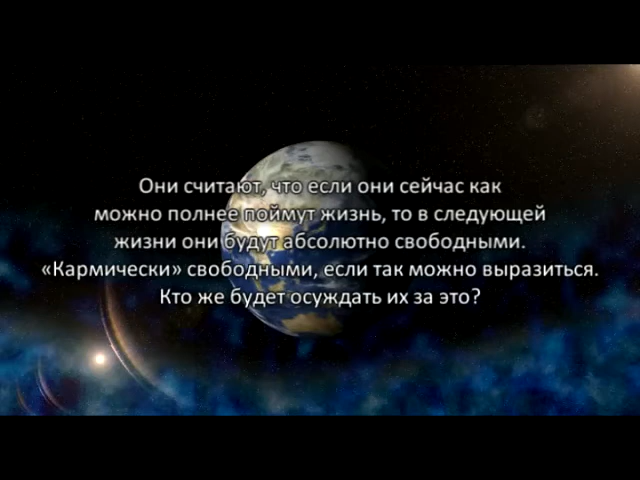 Они считают, что если они сейчас как
можно полнее поймут жизнь, то в следующей
жизни они будут абсолютно свободными.
«Кармически» свободными, если так можно выразиться.
Кто же будет осуждать их за это?